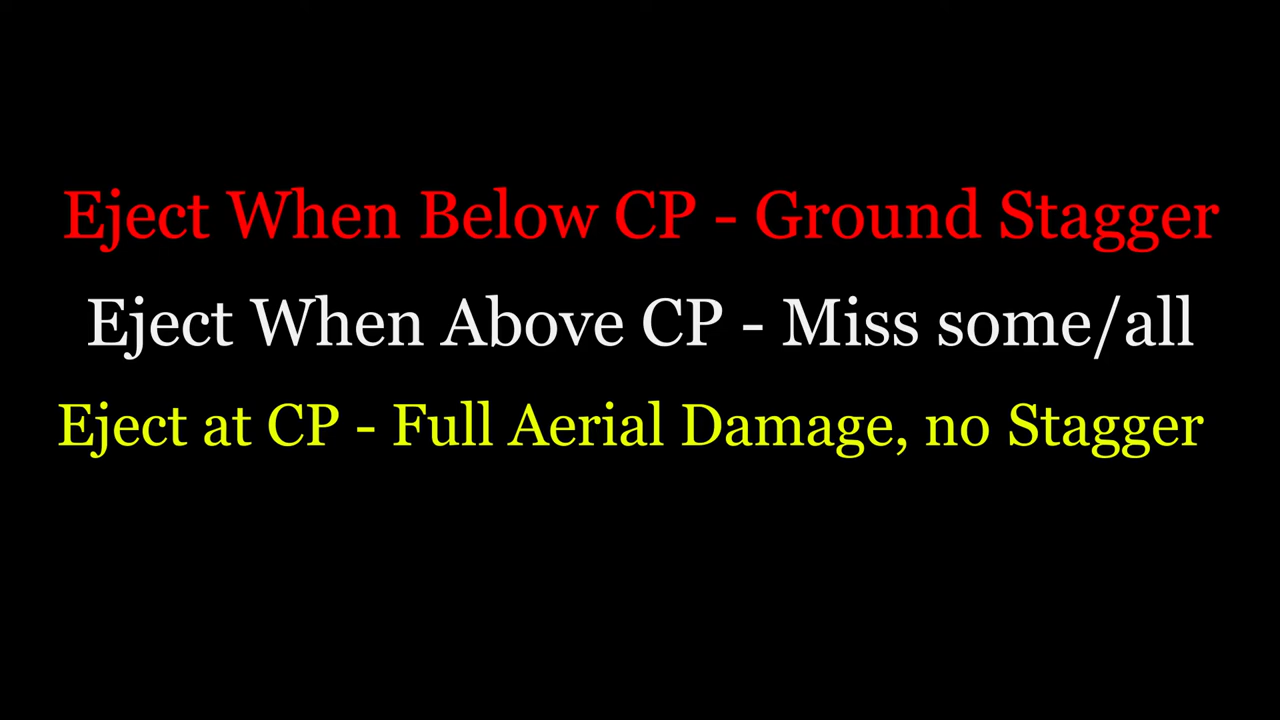 Eject When Below CP - Ground Stagger
Eject When Above CP - Miss some/all
Eject at CP - Full Aerial Damage, no Stagger